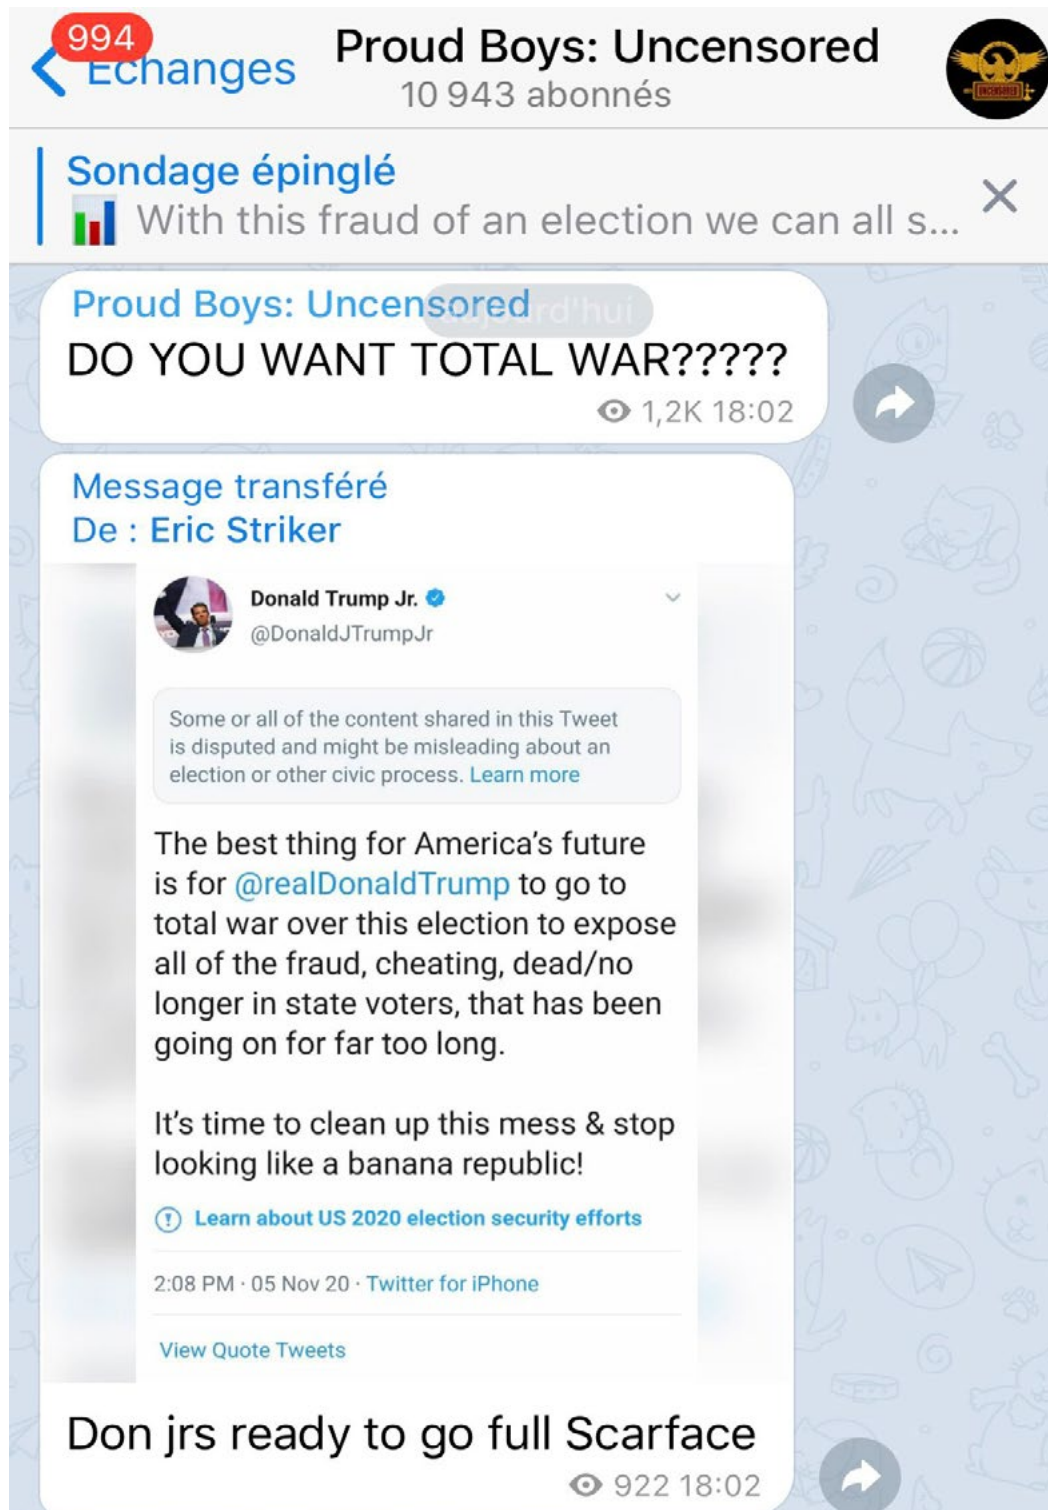 994
Echanges
Proud Boys: Uncensored
10 943 abonnés
UNCENSORED
Sondage épinglé
With this fraud of an election we can all s...
aujourd'hui
Proud Boys: Uncensored
DO YOU WANT TOTAL WAR?????
1,2K 18:02
Message transféré
De : Eric Striker
Donald Trump Jr.
@DonaldJTrumpJr
Some or all of the content shared in this Tweet
is disputed and might be misleading about an
election or other civic process. Learn more
The best thing for America’s future
is for @realDonaldTrump to go to
total war over this election to expose
all of the fraud, cheating, dead/no
longer in state voters, that has been
going on for far too long.
It’s time to clean up this mess & stop
looking like a banana republic!
Learn about US 2020 election security efforts
2:08 PM · 05 Nov 20 · Twitter for iPhone
View Quote Tweets
Don jrs ready to go full Scarface
922 18:02